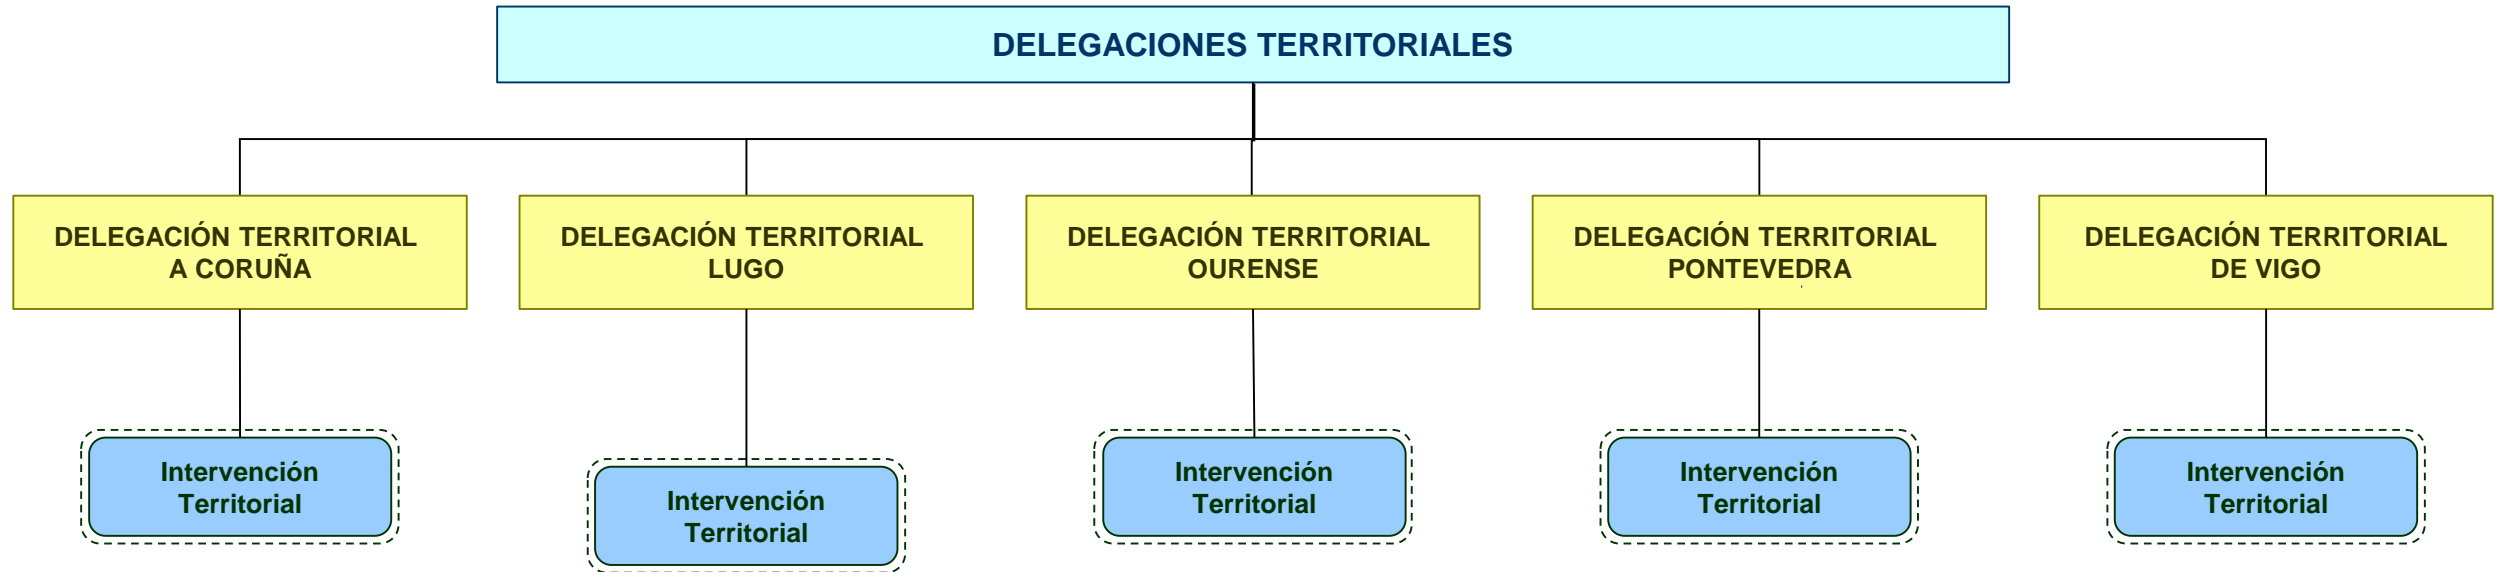 DELEGACIONES TERRITORIALES
DELEGACIÓN TERRITORIAL
A CORUÑA
DELEGACIÓN TERRITORIAL
LUGO
DELEGACIÓN TERRITORIAL
OURENSE
DELEGACIÓN TERRITORIAL
PONTEVEDRA
DELEGACIÓN TERRITORIAL
DE VIGO
Intervención
Territorial
Intervención
Territorial
Intervención
Territorial
Intervención
Territorial
Intervención
Territorial